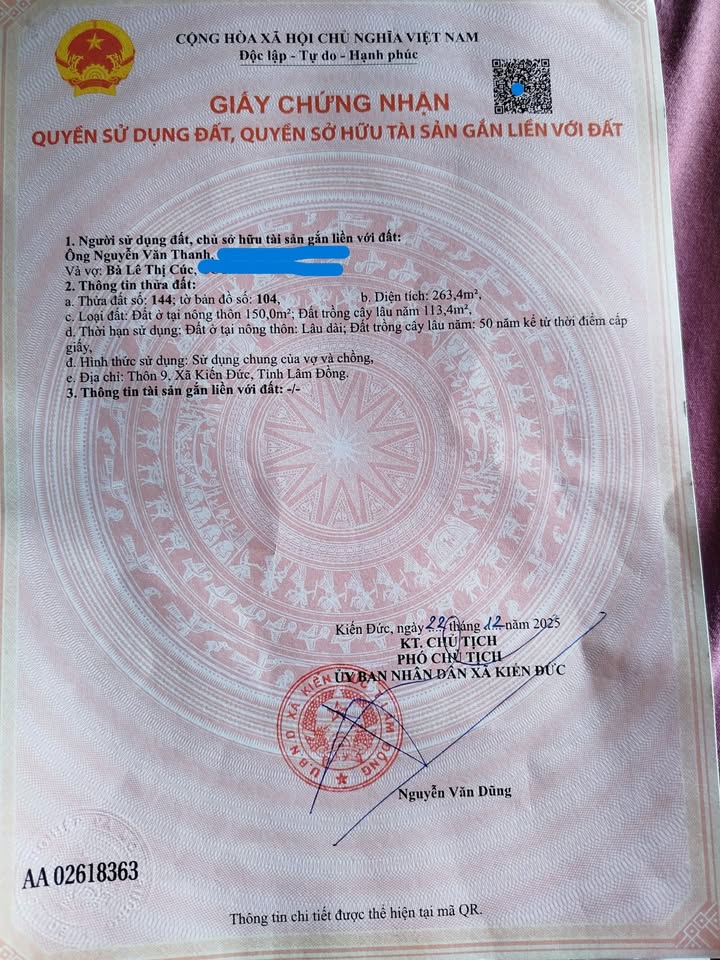 CỘNG HÒA XÃ HỘI CHỦ NGHĨA VIỆT NAM
Độc lập - Tự do - Hạnh phúc
GIẤY CHỨNG NHẬN
QUYỀN SỬ DỤNG ĐẤT, QUYỀN SỞ HỮU TÀI SẢN GẮN LIỀN VỚI ĐẤT
1. Người sử dụng đất, chủ sở hữu tài sản gắn liền với đất:
Ông Nguyễn Văn Thanh,
Và vợ: Bà Lê Thị Cúc,
2. Thông tin thửa đất:
a. Thửa đất số: 144; tờ bản đồ số: 104, b. Diện tích: 263,4m²,
c. Loại đất: Đất ở tại nông thôn 150,0m²; Đất trồng cây lâu năm 113,4m²,
d. Thời hạn sử dụng: Đất ở tại nông thôn: Lâu dài; Đất trồng cây lâu năm: 50 năm kể từ thời điểm cấp
giấy,
đ. Hình thức sử dụng: Sử dụng chung của vợ và chồng,
e. Địa chỉ: Thôn 9, Xã Kiến Đức, Tỉnh Lâm Đồng.
3. Thông tin tài sản gắn liền với đất: -/-
Kiến Đức, ngày 22 tháng 12 năm 2025
KT. CHỦ TỊCH
PHÓ CHỦ TỊCH
ỦY BAN NHÂN DÂN XÃ KIẾN ĐỨC
U.B.N.D XÃ KIẾN LÂM ĐỒNG
Nguyễn Văn Dũng
AA 02618363
Thông tin chi tiết được thể hiện tại mã QR.